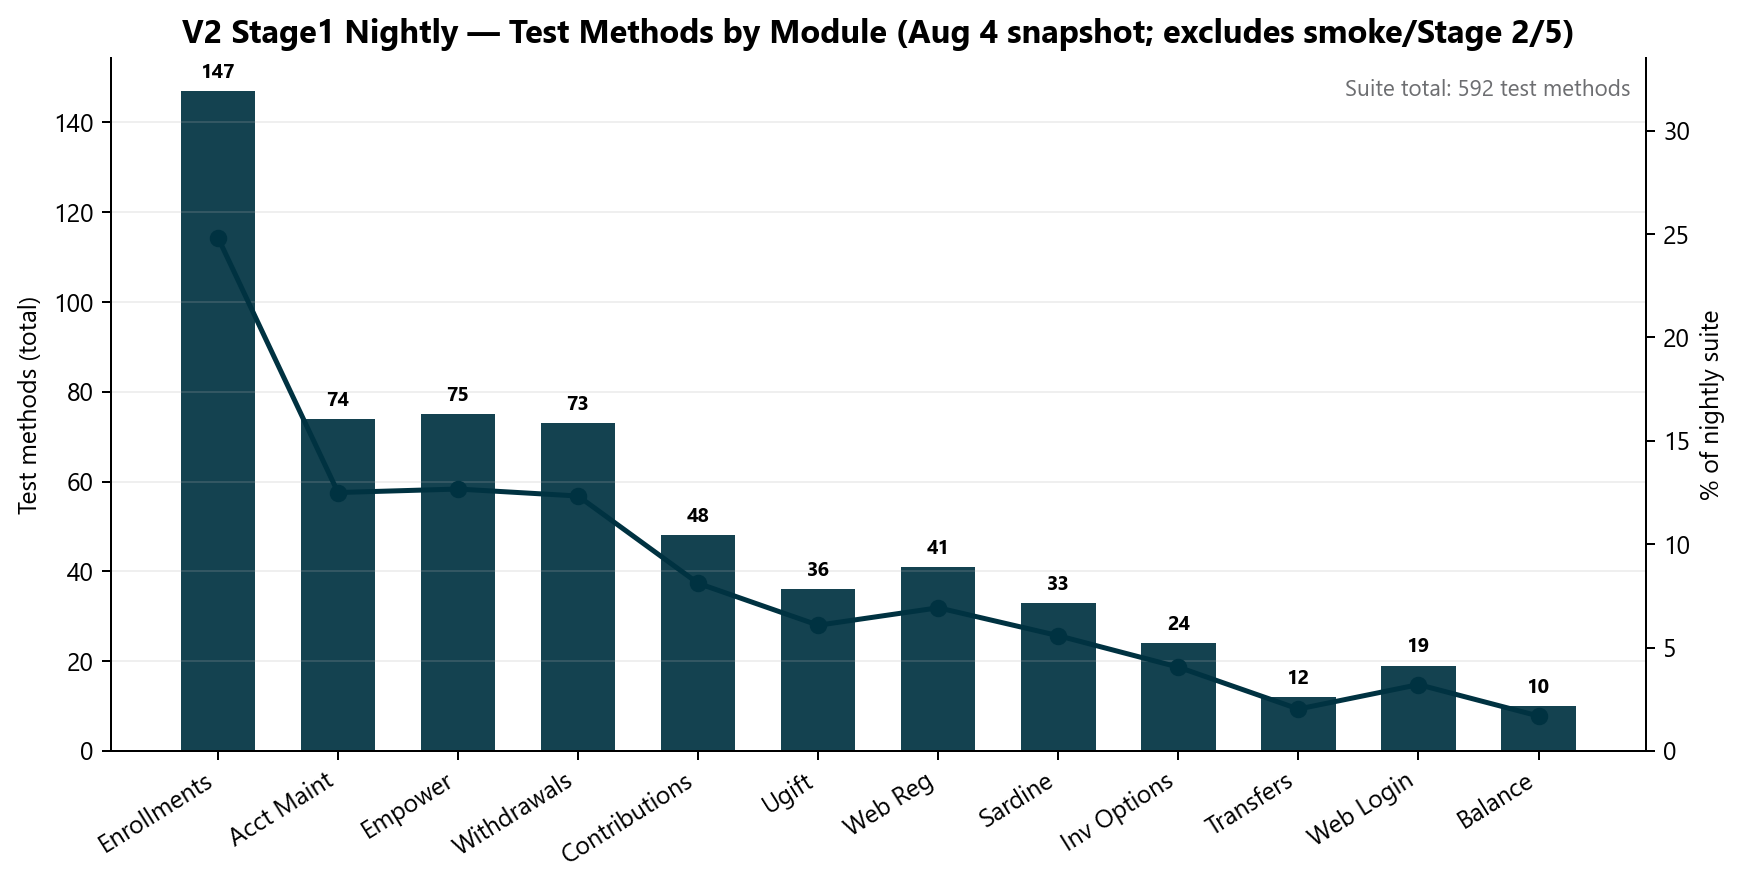 V2 Stage1 Nightly — Test Methods by Module (Aug 4 snapshot; excludes smoke/Stage 2/5)
Suite total: 592 test methods
Test methods (total)
140
120
100
80
60
40
20
0
147
74
75
73
48
36
41
33
24
12
19
10
30
25
20
15
10
5
0
% of nightly suite
Enrollments
Acct Maint
Empower
Withdrawals
Contributions
Ugift
Web Reg
Sardine
Inv Options
Transfers
Web Login
Balance